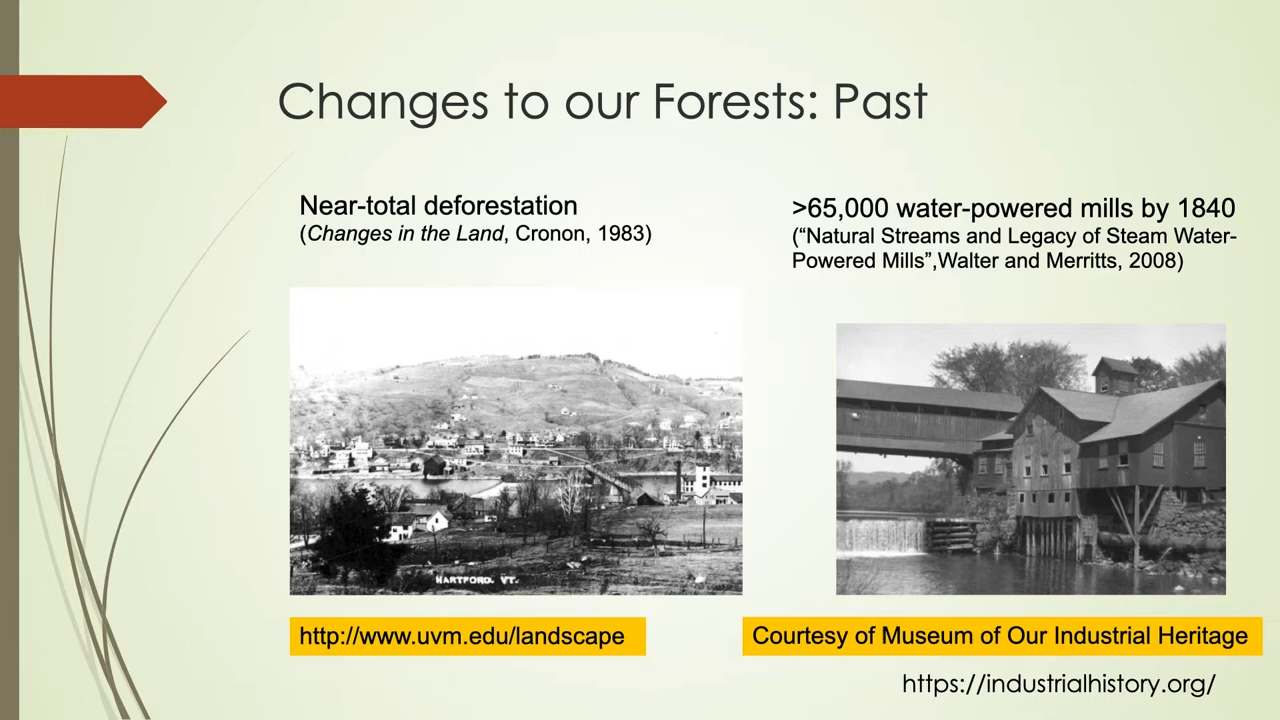 Changes to our Forests: Past
Near-total deforestation
(Changes in the Land, Cronon, 1983)
>65,000 water-powered mills by 1840
(“Natural Streams and Legacy of Steam Water-
Powered Mills”,Walter and Merritts, 2008)
HARTFORD. VT.
http://www.uvm.edu/landscape
Courtesy of Museum of Our Industrial Heritage
https://industrialhistory.org/